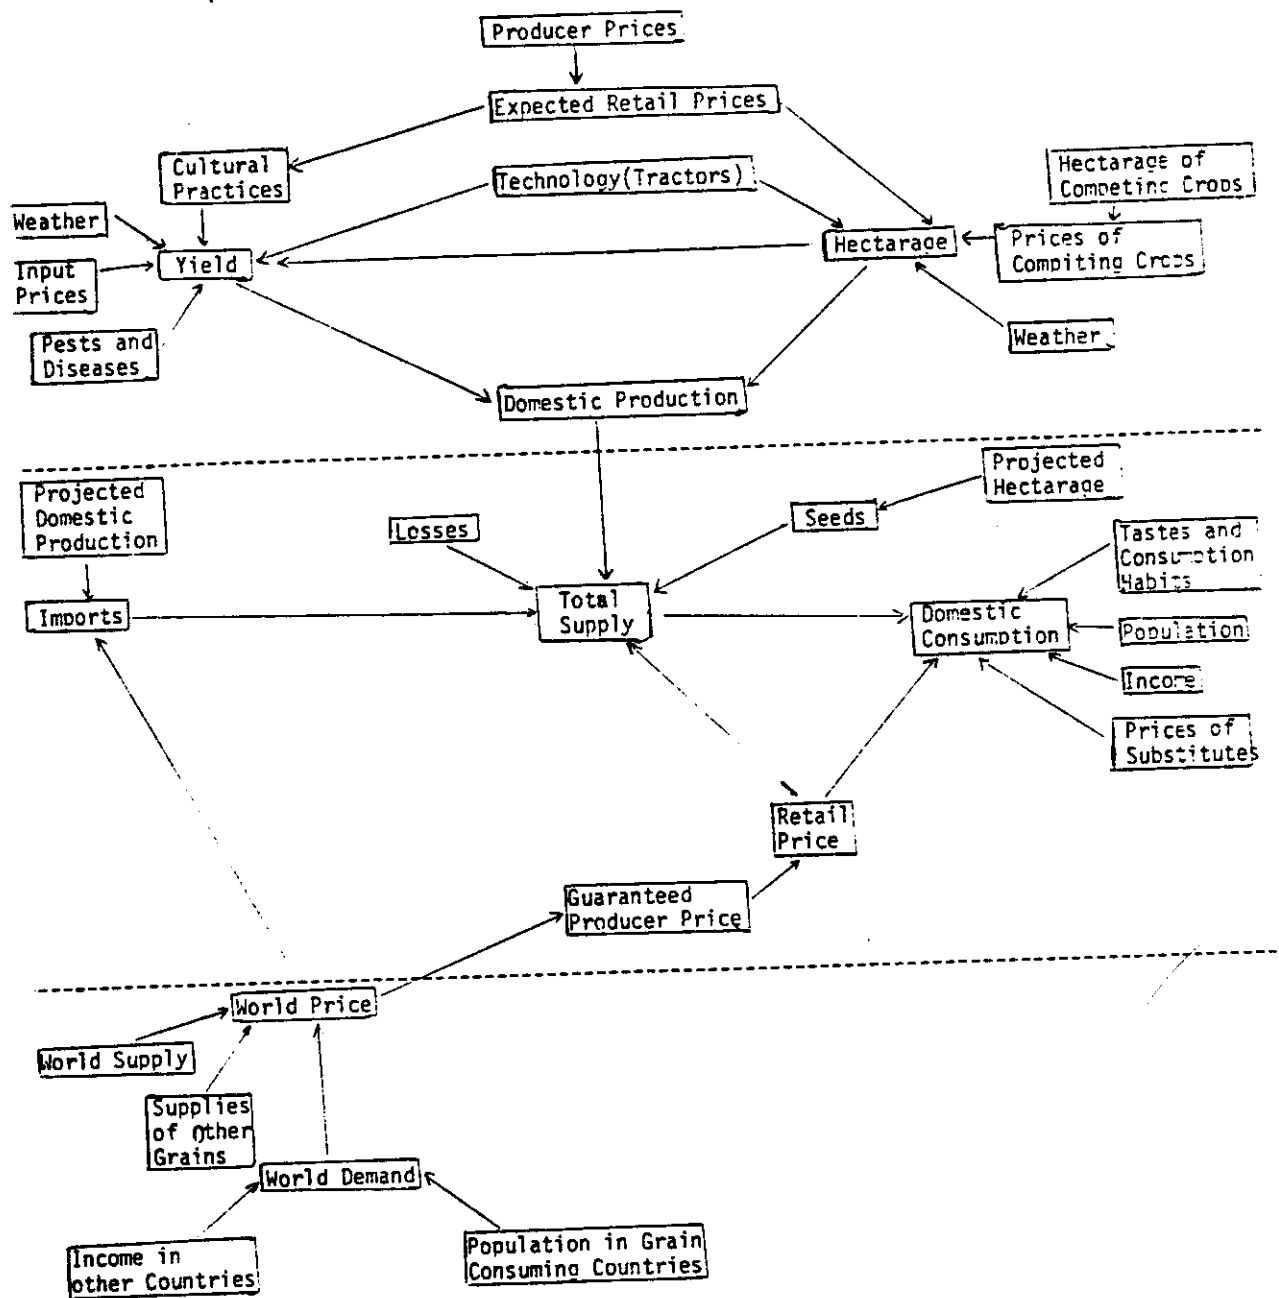 Producer Prices
Expected Retail Prices
Cultural
Practices
Technology(Tractors)
Hectarage of
Competing Crops
Weather
Yield
Hectarage
Prices of
Compiting Crops
Input
Prices
Pests and
Diseases
Weather
Domestic Production
Projected
Domestic
Production
Losses
Seeds
Projected
Hectarage
Tastes and
Consumption
Habits
Imports
Total
Supply
Domestic
Consumption
Population
Income
Prices of
Substitutes
Retail
Price
Guaranteed
Producer Price
World Price
World Supply
Supplies
of Other
Grains
World Demand
Income in
other Countries
Population in Grain
Consuming Countries